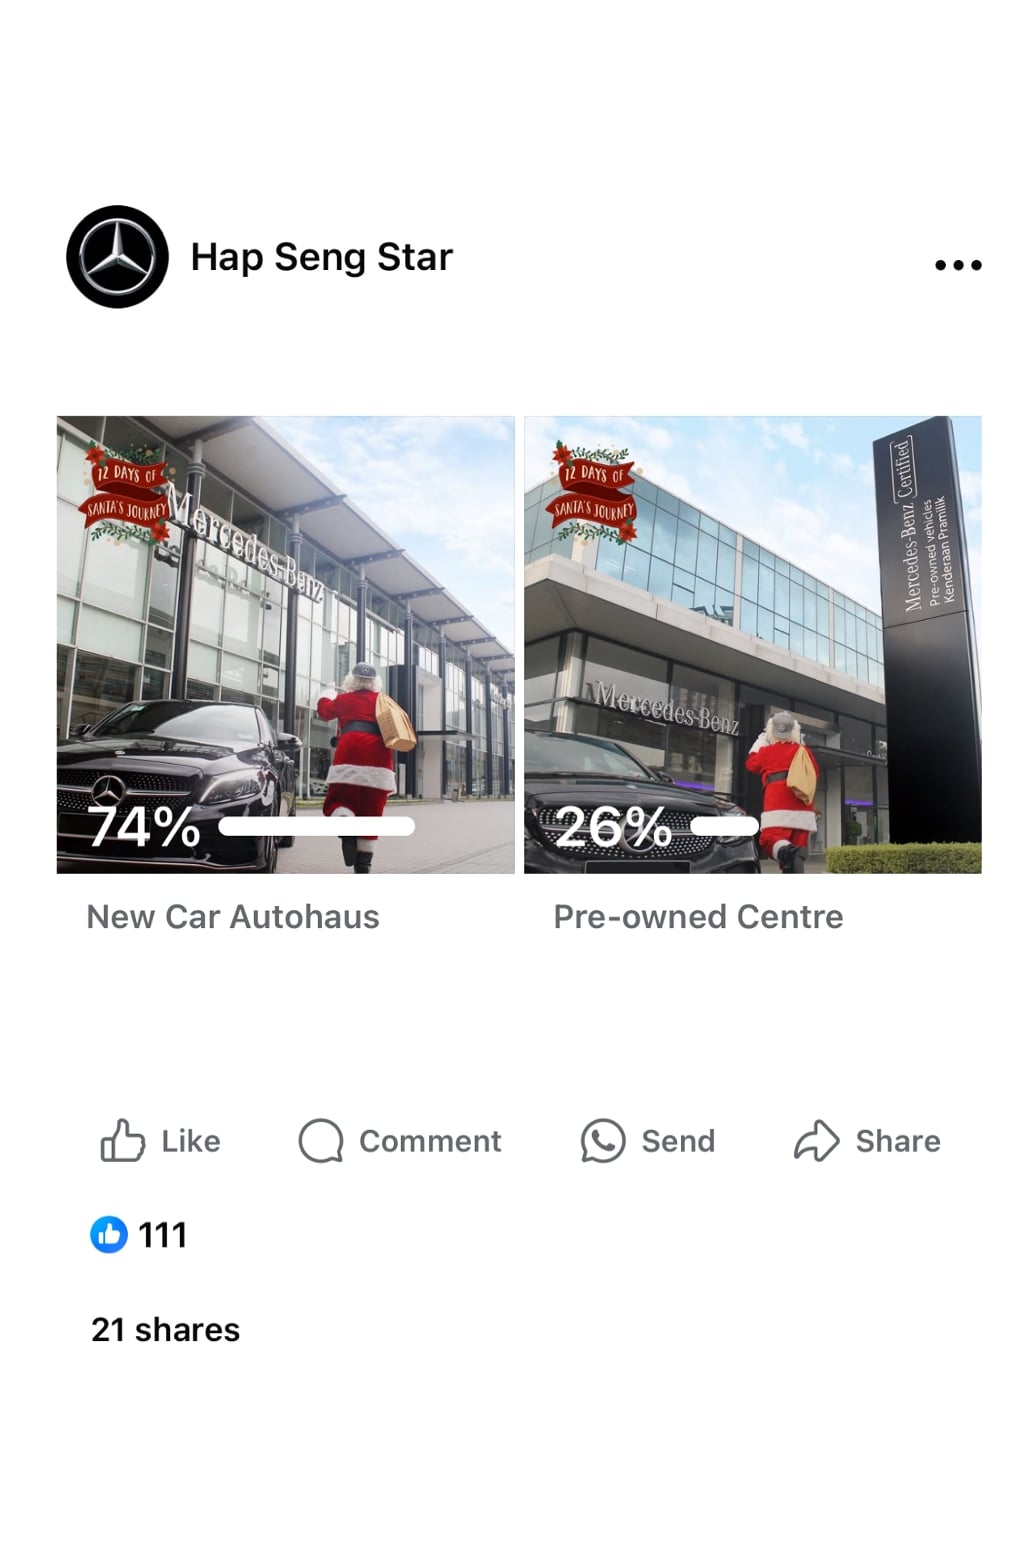 Hap Seng Star
12 DAYS OF
SANTA'S JOURNEY
Mercedes-Benz
74%
New Car Autohaus
12 DAYS OF
SANTA'S JOURNEY
Mercedes-Benz Certified
Pre-owned vehicles
Kenderaan Pramilik
Mercedes-Benz
26%
Pre-owned Centre
Like
Comment
Send
Share
111
21 shares